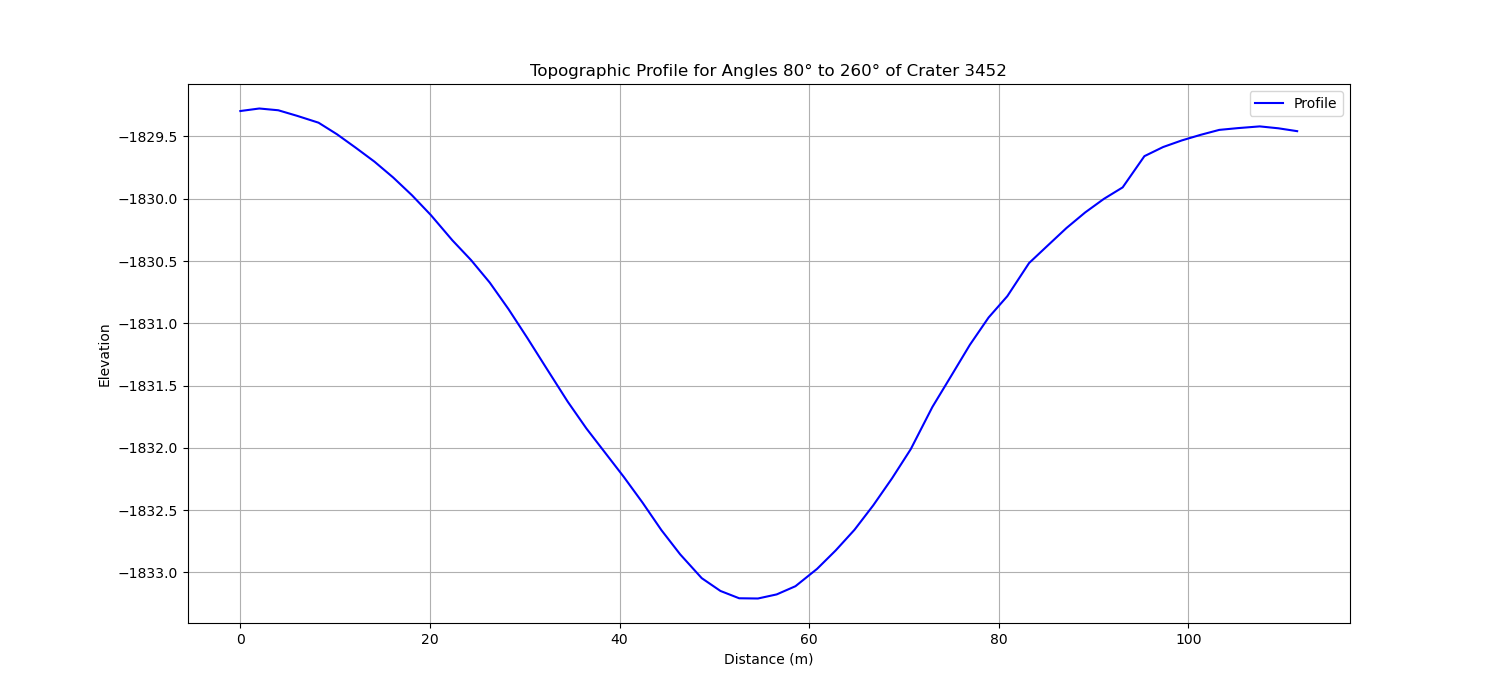 Topographic Profile for Angles 80° to 260° of Crater 3452
Profile
−1829.5
−1830.0
−1830.5
−1831.0
−1831.5
−1832.0
−1832.5
−1833.0
Elevation
0 20 40 60 80 100
Distance (m)